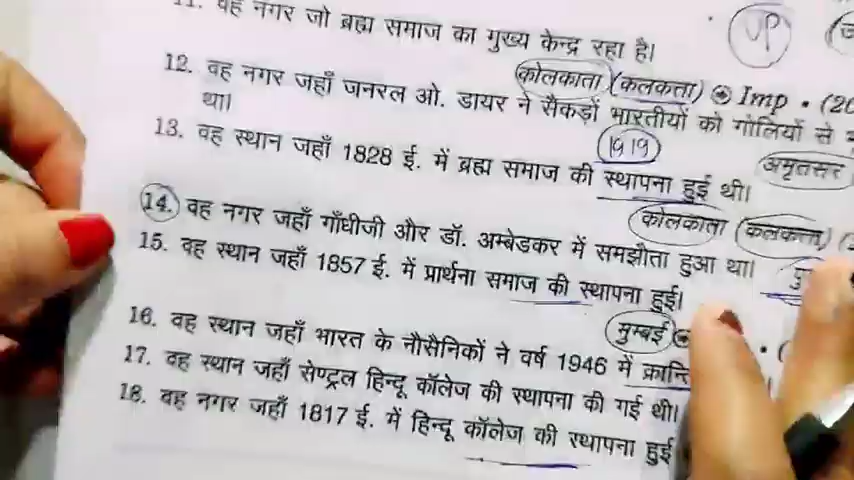 11. वह नगर जो ब्रह्म समाज का मुख्य केन्द्र रहा है।
UP
कोलकाता (कलकत्ता) Imp • (20
12. वह नगर जहाँ जनरल ओ. डायर ने सैकड़ों भारतीयों को गोलियों से
था।
1919
अमृतसर
13. वह स्थान जहाँ 1828 ई. में ब्रह्म समाज की स्थापना हुई थी।
कोलकाता (कलकत्ता)
14. वह नगर जहाँ गाँधीजी और डॉ. अम्बेडकर में समझौता हुआ था।
15. वह स्थान जहाँ 1857 ई. में प्रार्थना समाज की स्थापना हुई।
मुम्बई
16. वह स्थान जहाँ भारत के नौसैनिकों ने वर्ष 1946 में क्रान्ति
17. वह स्थान जहाँ सेण्ट्रल हिन्दू कॉलेज की स्थापना की गई थी।
18. वह नगर जहाँ 1817 ई. में हिन्दू कॉलेज की स्थापना हुई